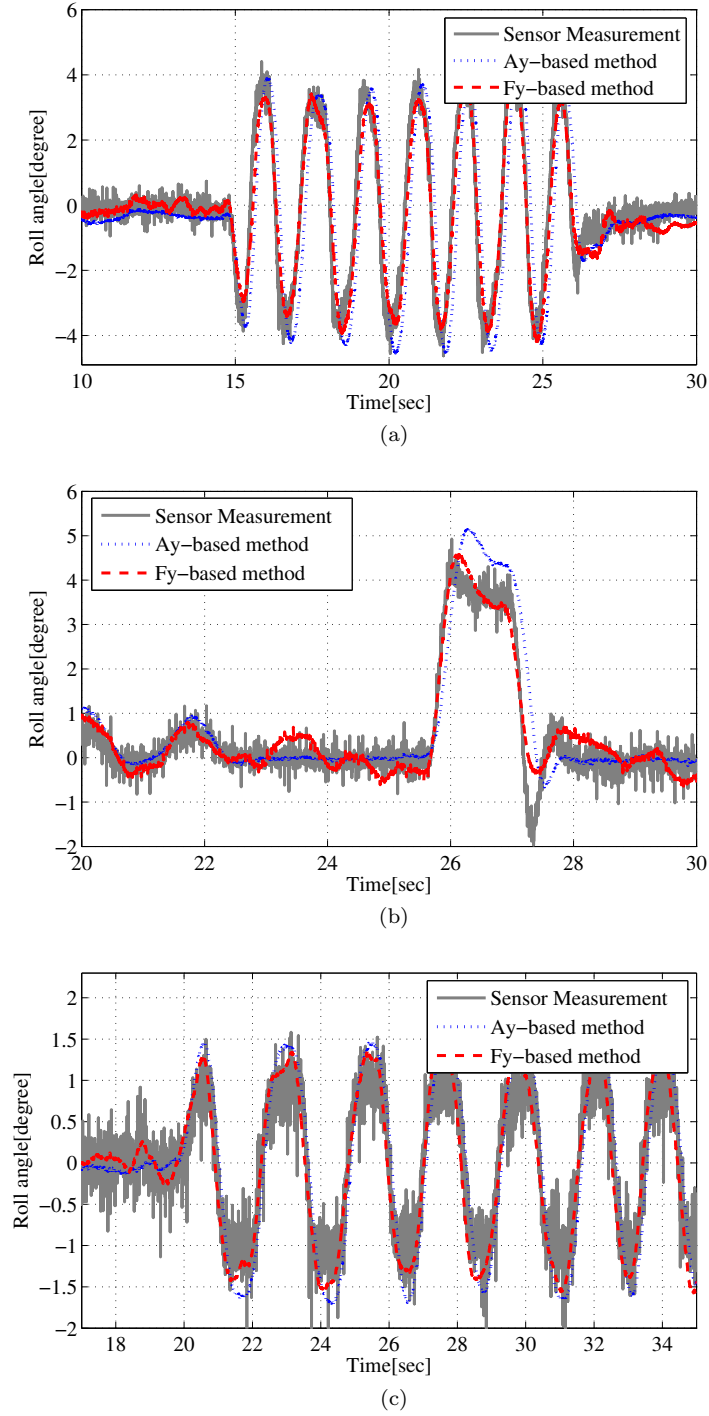 6
4
2
0
−2
−4
Roll angle[degree]
Sensor Measurement
Ay−based method
Fy−based method
10
15
20
25
30
Time[sec]
(a)
6
5
4
3
2
1
0
−1
−2
Roll angle[degree]
Sensor Measurement
Ay−based method
Fy−based method
20
22
24
26
28
30
Time[sec]
(b)
2
1.5
1
0.5
0
−0.5
−1
−1.5
−2
Roll angle[degree]
Sensor Measurement
Ay−based method
Fy−based method
18
20
22
24
26
28
30
32
34
Time[sec]
(c)